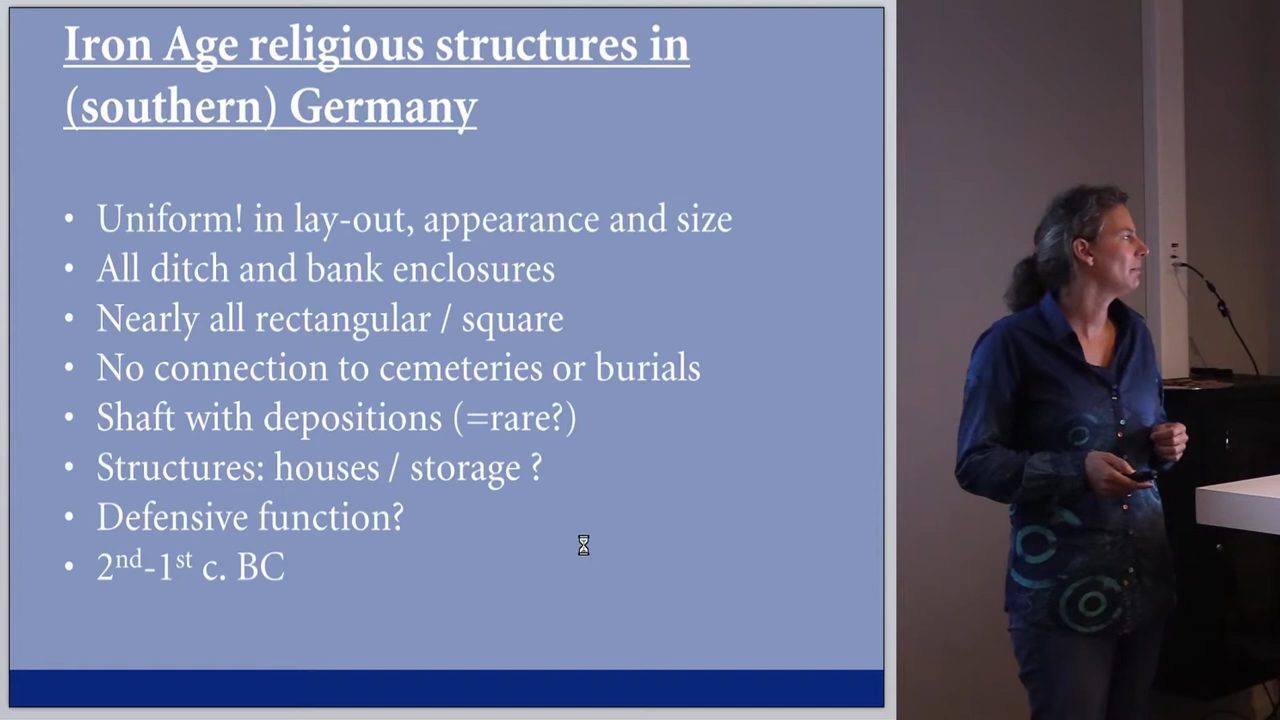 Iron Age religious structures in
(southern) Germany
• Uniform! in lay-out, appearance and size
• All ditch and bank enclosures
• Nearly all rectangular / square
• No connection to cemeteries or burials
• Shaft with depositions (=rare?)
• Structures: houses / storage ?
• Defensive function?
• 2nd-1st c. BC